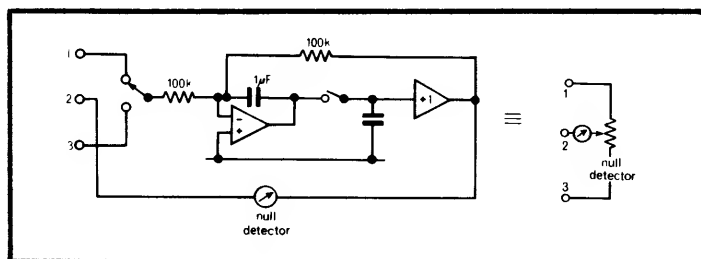 100k
1
100k
1µF
1
2
+1
≡
2
3
null
detector
3
null
detector